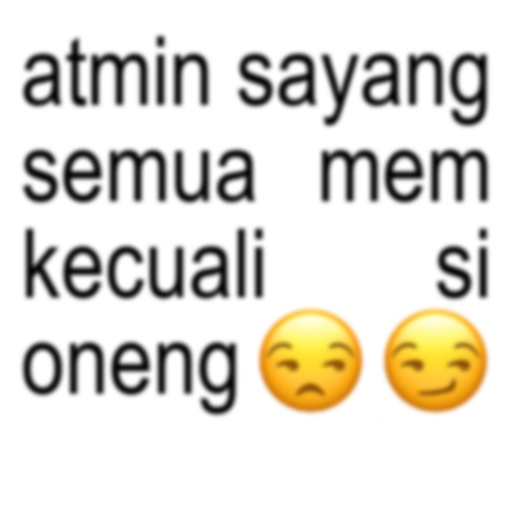 atmin sayang
semua mem
kecuali si
oneng 😒 😏